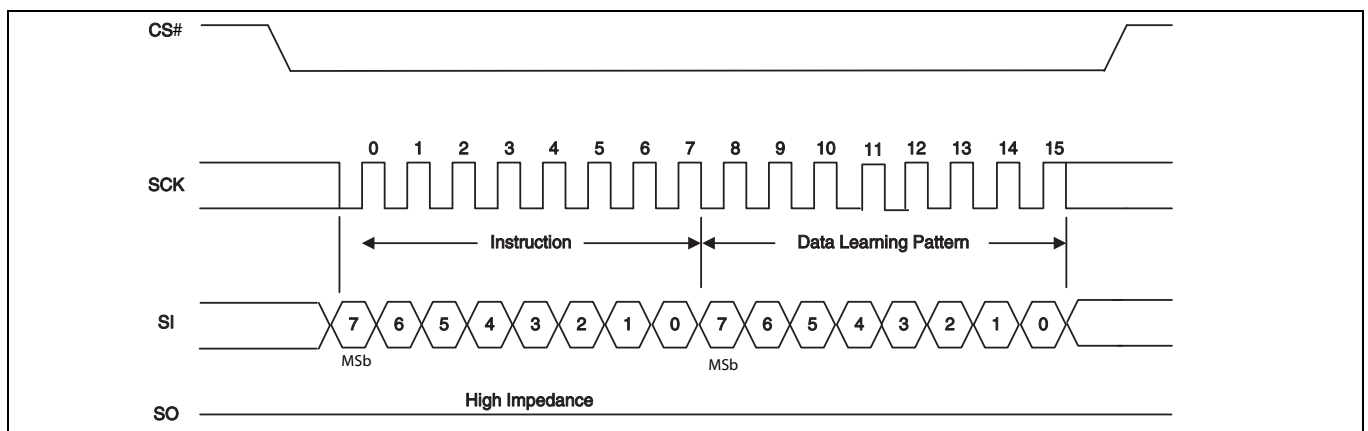 CS#
0 1 2 3 4 5 6 7 8 9 10 11 12 13 14 15
SCK
Instruction Data Learning Pattern
SI 7 6 5 4 3 2 1 0 7 6 5 4 3 2 1 0
MSb MSb
High Impedance
SO